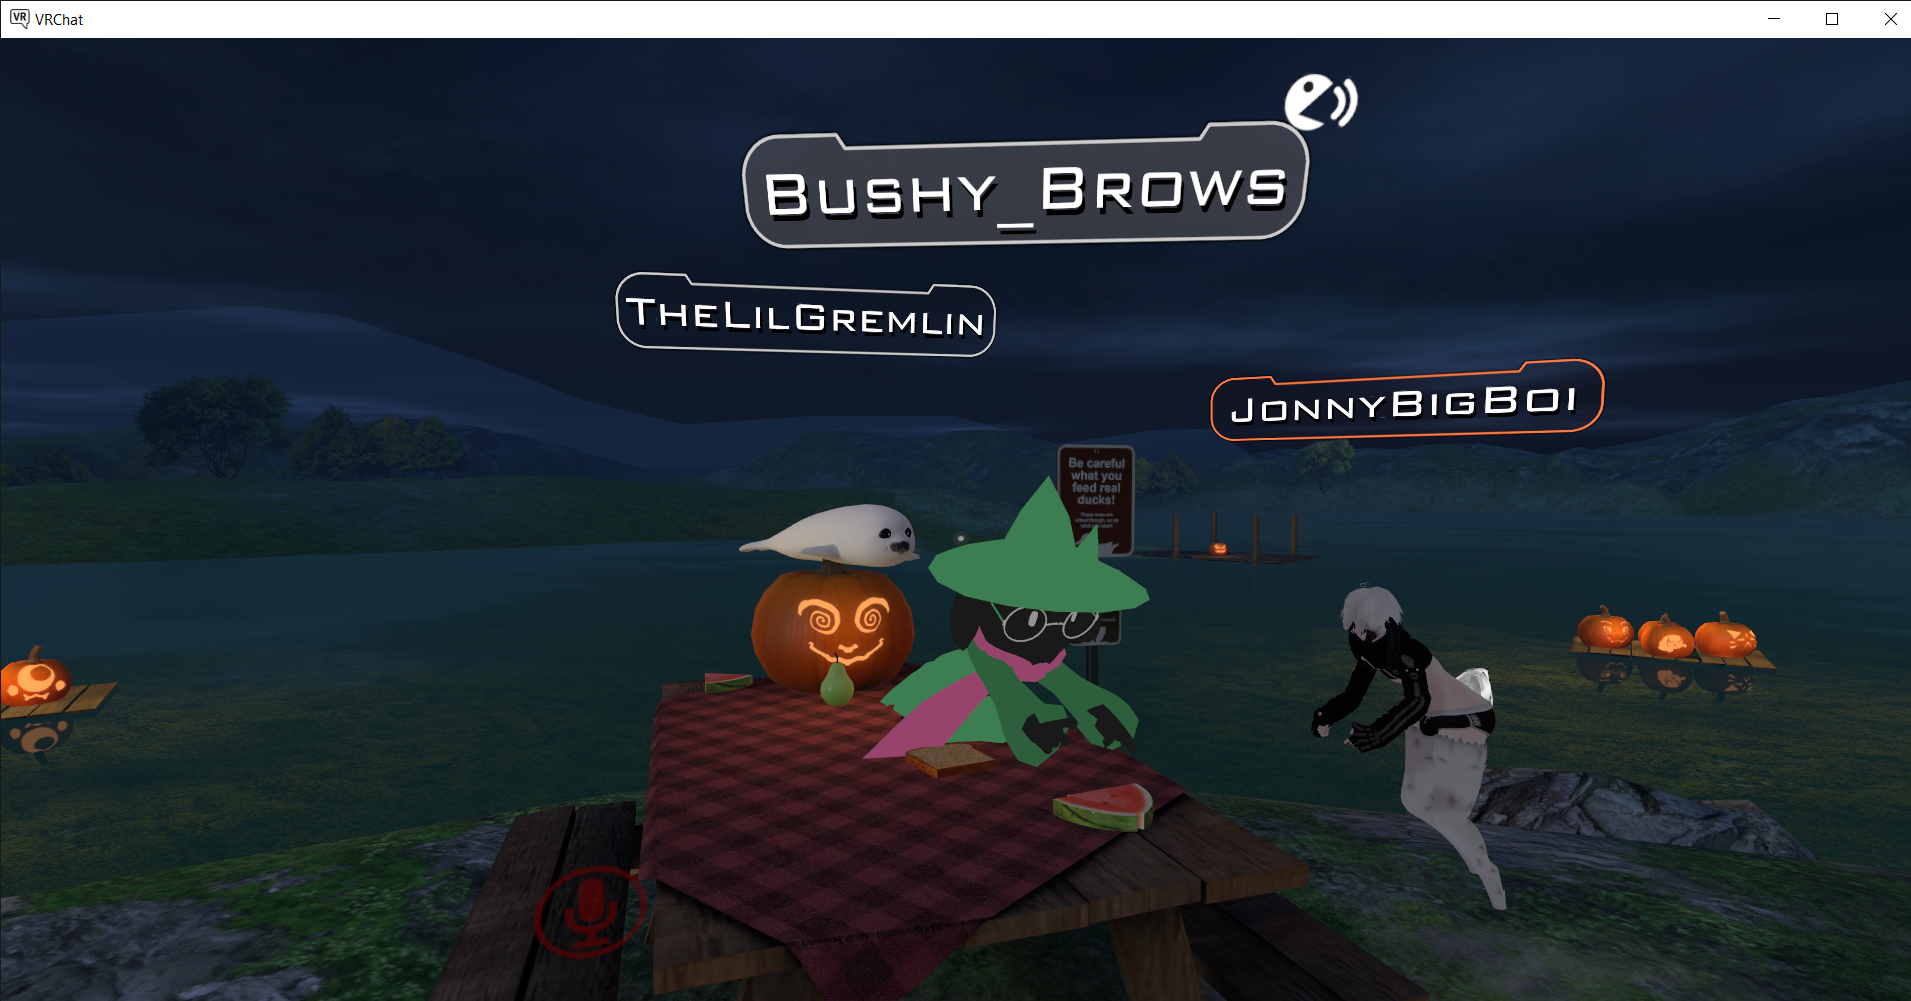 VRChat
BUSHY_BROWS
THELILGREMLIN
JONNYBIGBOI
Be careful
what you
feed real
ducks!